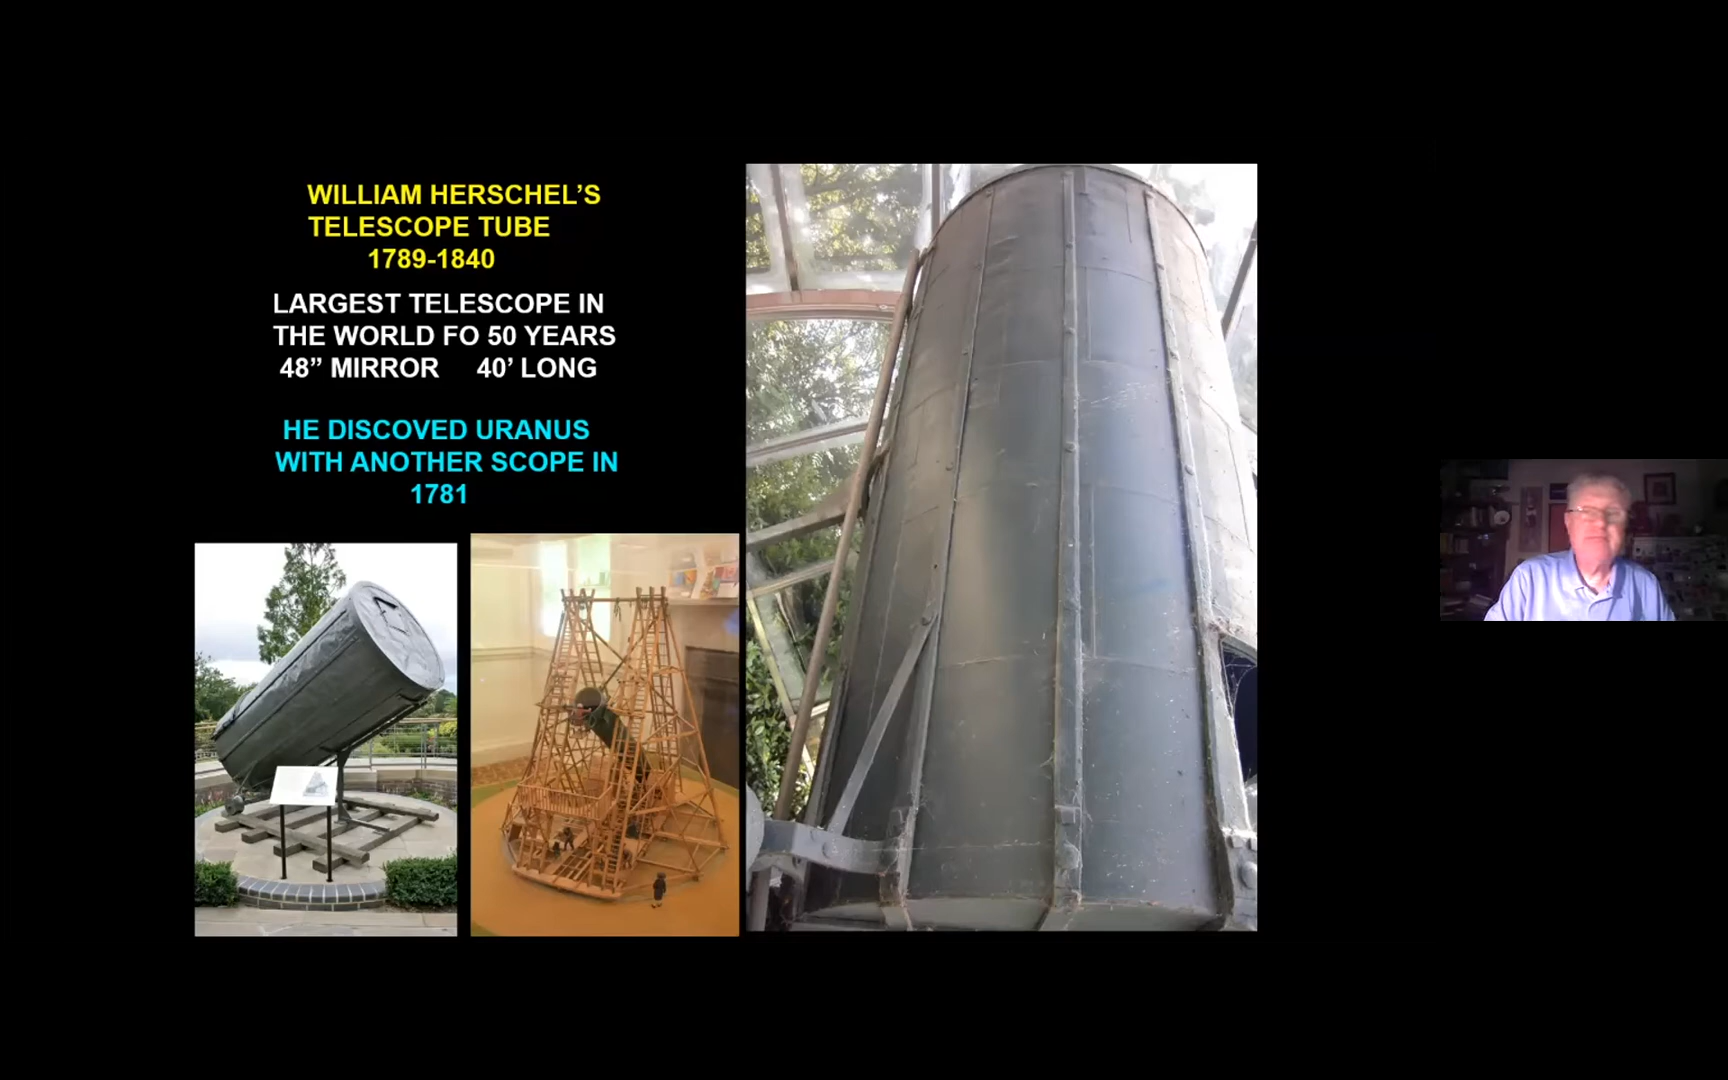 WILLIAM HERSCHEL’S
TELESCOPE TUBE
1789-1840
LARGEST TELESCOPE IN
THE WORLD FO 50 YEARS
48” MIRROR 40’ LONG
HE DISCOVED URANUS
WITH ANOTHER SCOPE IN
1781